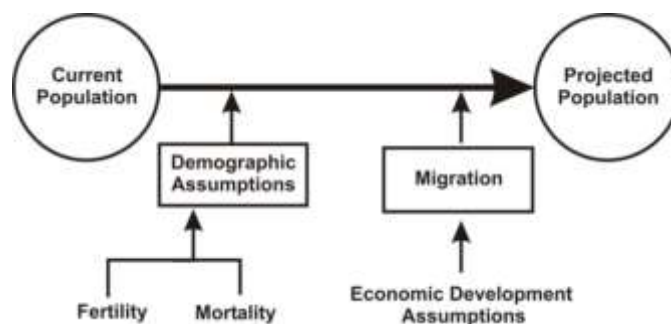 Current
Population
Projected
Population
Demographic
Assumptions
Migration
Fertility
Mortality
Economic Development
Assumptions